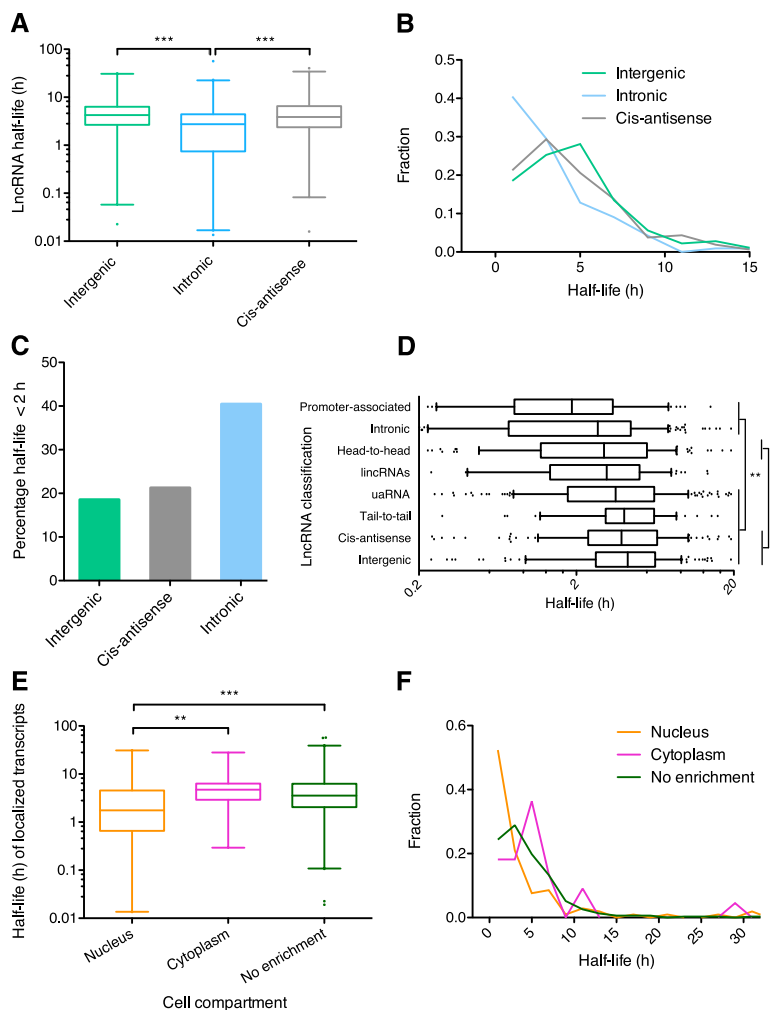 A
LncRNA half-life (h)
100
10
1
0.1
0.01
***
***
Intergenic
Intronic
Cis-antisense
B
Fraction
0.5
0.4
0.3
0.2
0.1
0.0
Intergenic
Intronic
Cis-antisense
0
5
10
15
Half-life (h)
C
Percentage half-life < 2 h
50
40
30
20
10
0
Intergenic
Cis-antisense
Intronic
D
LncRNA classification
Promoter-associated
Intronic
Head-to-head
lincRNAs
uaRNA
Tail-to-tail
Cis-antisense
Intergenic
**
0.2
2
20
Half-life (h)
E
Half-life (h) of localized transcripts
100
10
1
0.1
0.01
***
**
Nucleus
Cytoplasm
No enrichment
Cell compartment
F
Fraction
0.6
0.4
0.2
0.0
Nucleus
Cytoplasm
No enrichment
0
5
10
15
20
25
30
Half-life (h)